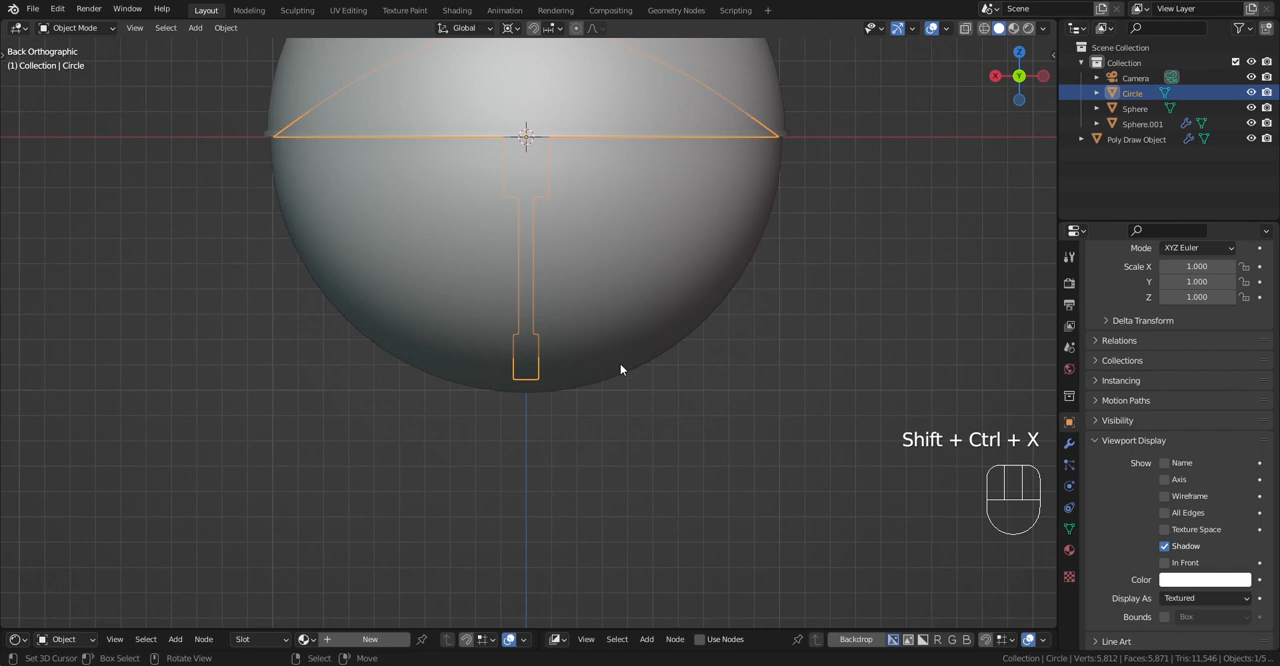 File Edit Render Window Help Layout Modeling Sculpting UV Editing Texture Paint Shading Animation Rendering Compositing Geometry Nodes Scripting + Scene View Layer
Object Mode View Select Add Object Global
Back Orthographic
(1) Collection | Circle
X
Y
Z
Scene Collection
Collection
Camera
Circle
Sphere
Sphere.001
Poly Draw Object
Mode XYZ Euler
Scale X 1.000
Y 1.000
Z 1.000
Delta Transform
Relations
Collections
Instancing
Motion Paths
Visibility
Viewport Display
Show Name
Axis
Wireframe
All Edges
Texture Space
Shadow
In Front
Color
Display As Textured
Bounds Box
Line Art
Shift + Ctrl + X
Object View Select Add Node Slot + New View Select Add Node Use Nodes Backdrop R G B
Set 3D Cursor Box Select Rotate View Select Move Collection | Circle | Verts:5,812 | Faces:5,871 | Tris:11,546 | Objects:1/5